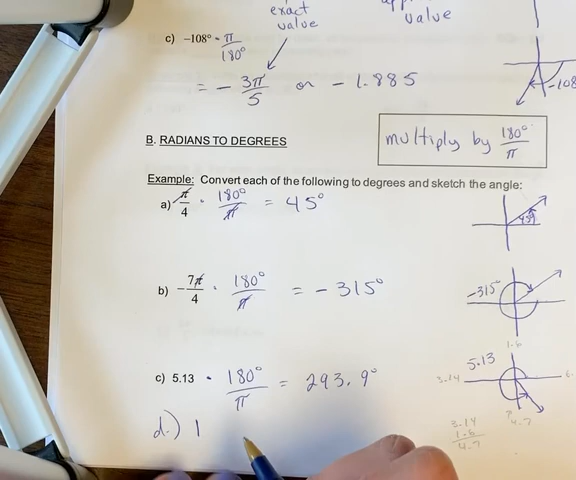 exact value
value
c) -108° · π/180°
= - 3π/5 or - 1.885
-108
B. RADIANS TO DEGREES
multiply by 180°/π
Example: Convert each of the following to degrees and sketch the angle:
a) π/4 · 180°/π = 45°
45°
b) -7π/4 · 180°/π = -315°
-315°
c) 5.13 · 180°/π = 293.9°
1.6
5.13
3.14
6.
4.7
3.14
1.6
4.7
d.) 1